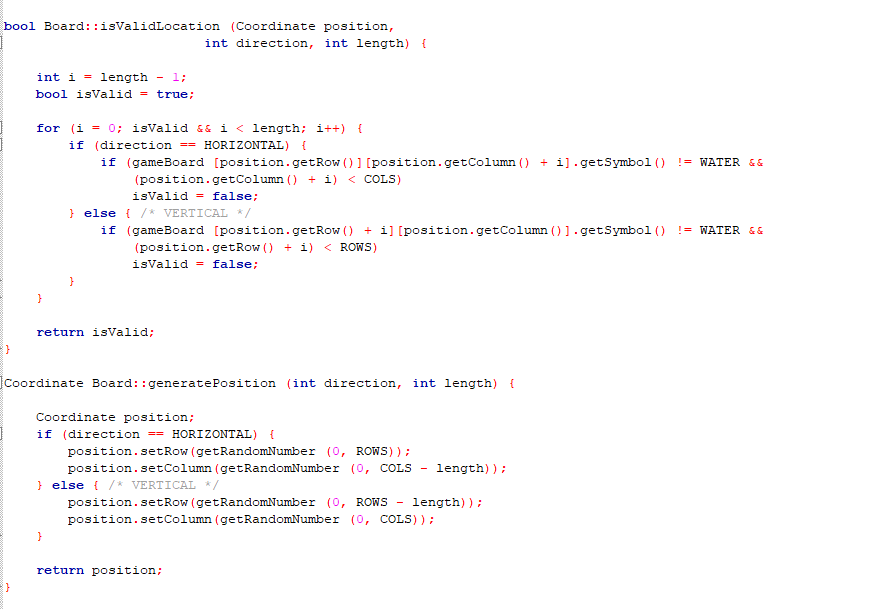 bool Board::isValidLocation (Coordinate position,
                         int direction, int length) {
    int i = length - 1;
    bool isValid = true;
    for (i = 0; isValid && i < length; i++) {
        if (direction == HORIZONTAL) {
            if (gameBoard [position.getRow()][position.getColumn() + i].getSymbol() != WATER &&
                (position.getColumn() + i) < COLS)
                isValid = false;
        } else { /* VERTICAL */
            if (gameBoard [position.getRow() + i][position.getColumn()].getSymbol() != WATER &&
                (position.getRow() + i) < ROWS)
                isValid = false;
        }
    }
    return isValid;
}
Coordinate Board::generatePosition (int direction, int length) {
    Coordinate position;
    if (direction == HORIZONTAL) {
        position.setRow(getRandomNumber (0, ROWS));
        position.setColumn(getRandomNumber (0, COLS - length));
    } else { /* VERTICAL */
        position.setRow(getRandomNumber (0, ROWS - length));
        position.setColumn(getRandomNumber (0, COLS));
    }
    return position;
}